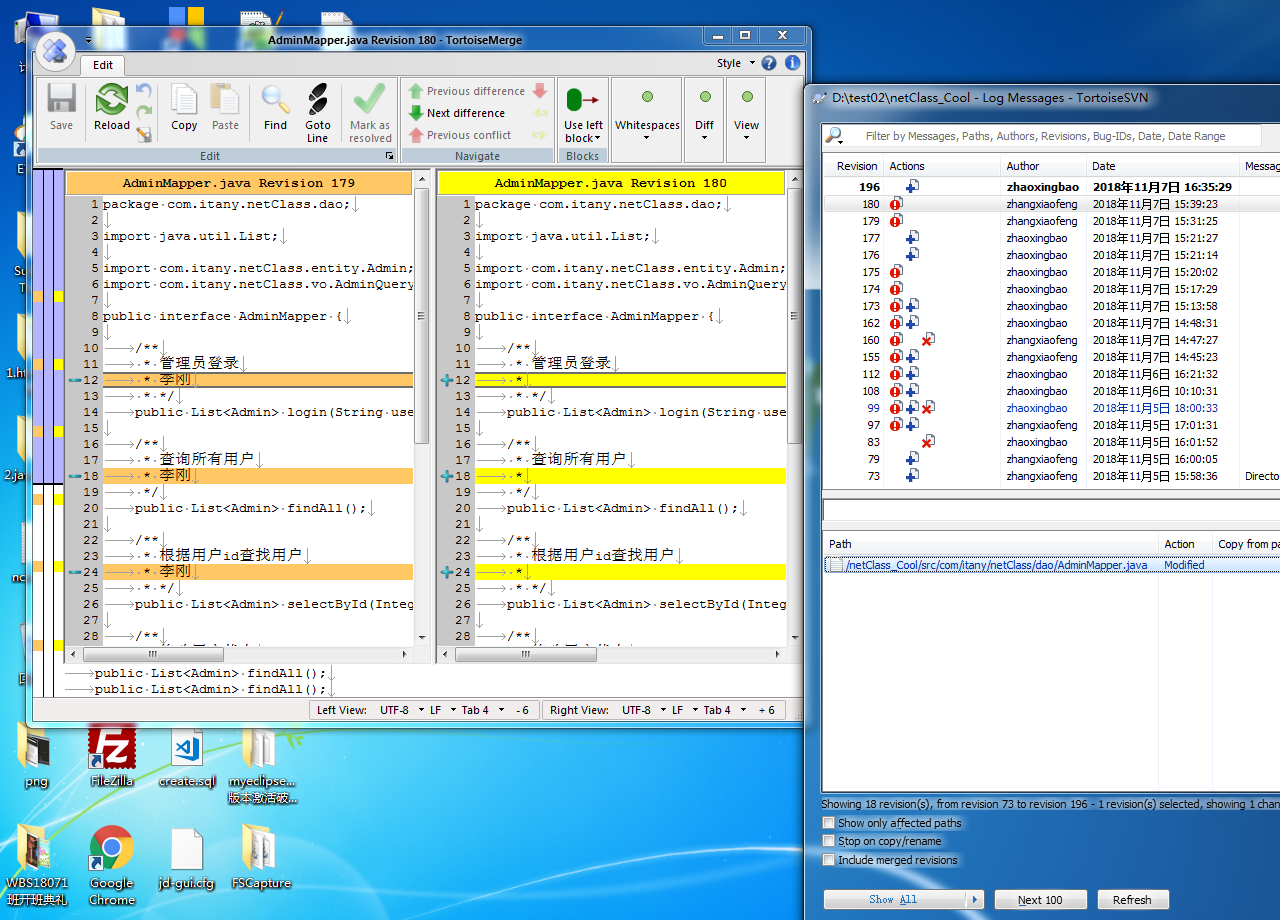 AdminMapper.java Revision 180 - TortoiseMerge
Edit
Style
Save
Reload
Copy
Paste
Find
Goto Line
Mark as resolved
Edit
Previous difference
Next difference
Previous conflict
Navigate
Use left block
Blocks
Whitespaces
Diff
View
AdminMapper.java Revision 179
1 package com.itany.netClass.dao;
2
3 import java.util.List;
4
5 import com.itany.netClass.entity.Admin;
6 import com.itany.netClass.vo.AdminQuery
7
8 public interface AdminMapper {
9
10 /**
11 * 管理员登录
12 * 李刚
13 * */
14 public List<Admin> login(String use
15
16 /**
17 * 查询所有用户
18 * 李刚
19 */
20 public List<Admin> findAll();
21
22 /**
23 * 根据用户id查找用户
24 * 李刚
25 * */
26 public List<Admin> selectById(Integ
27
28 /**
AdminMapper.java Revision 180
1 package com.itany.netClass.dao;
2
3 import java.util.List;
4
5 import com.itany.netClass.entity.Admin;
6 import com.itany.netClass.vo.AdminQuery
7
8 public interface AdminMapper {
9
10 /**
11 * 管理员登录
12 *
13 * */
14 public List<Admin> login(String use
15
16 /**
17 * 查询所有用户
18 *
19 */
20 public List<Admin> findAll();
21
22 /**
23 * 根据用户id查找用户
24 *
25 * */
26 public List<Admin> selectById(Integ
27
28 /**
public List<Admin> findAll();
public List<Admin> findAll();
Left View: UTF-8 LF Tab 4 - 6
Right View: UTF-8 LF Tab 4 + 6
D:\test02\netClass_Cool - Log Messages - TortoiseSVN
Filter by Messages, Paths, Authors, Revisions, Bug-IDs, Date, Date Range
Revision Actions Author Date Messag
196 zhaoxingbao 2018年11月7日 16:35:29
180 zhangxiaofeng 2018年11月7日 15:39:23
179 zhangxiaofeng 2018年11月7日 15:31:25
177 zhaoxingbao 2018年11月7日 15:21:27
176 zhaoxingbao 2018年11月7日 15:21:14
175 zhaoxingbao 2018年11月7日 15:20:02
174 zhaoxingbao 2018年11月7日 15:17:29
173 zhaoxingbao 2018年11月7日 15:13:58
162 zhaoxingbao 2018年11月7日 14:48:31
160 zhaoxingbao 2018年11月7日 14:47:27
155 zhaoxingbao 2018年11月7日 14:45:23
112 zhaoxingbao 2018年11月6日 16:21:32
108 zhaoxingbao 2018年11月6日 10:10:31
99 zhaoxingbao 2018年11月5日 18:00:33
97 zhangxiaofeng 2018年11月5日 17:01:31
83 zhaoxingbao 2018年11月5日 16:01:52
79 zhangxiaofeng 2018年11月5日 16:00:05
73 zhangxiaofeng 2018年11月5日 15:58:36 Directo
Path Action Copy from pa
/netClass_Cool/src/com/itany/netClass/dao/AdminMapper.java Modified
Showing 18 revision(s), from revision 73 to revision 196 - 1 revision(s) selected, showing 1 chan
Show only affected paths
Stop on copy/rename
Include merged revisions
Show All
Next 100
Refresh
1.ht
2.ja
nc
png
FileZilla
create.sql
myeclipse...
版本激活破...
WBS18071
班开班典礼
Google
Chrome
jd-gui.cfg
FSCapture